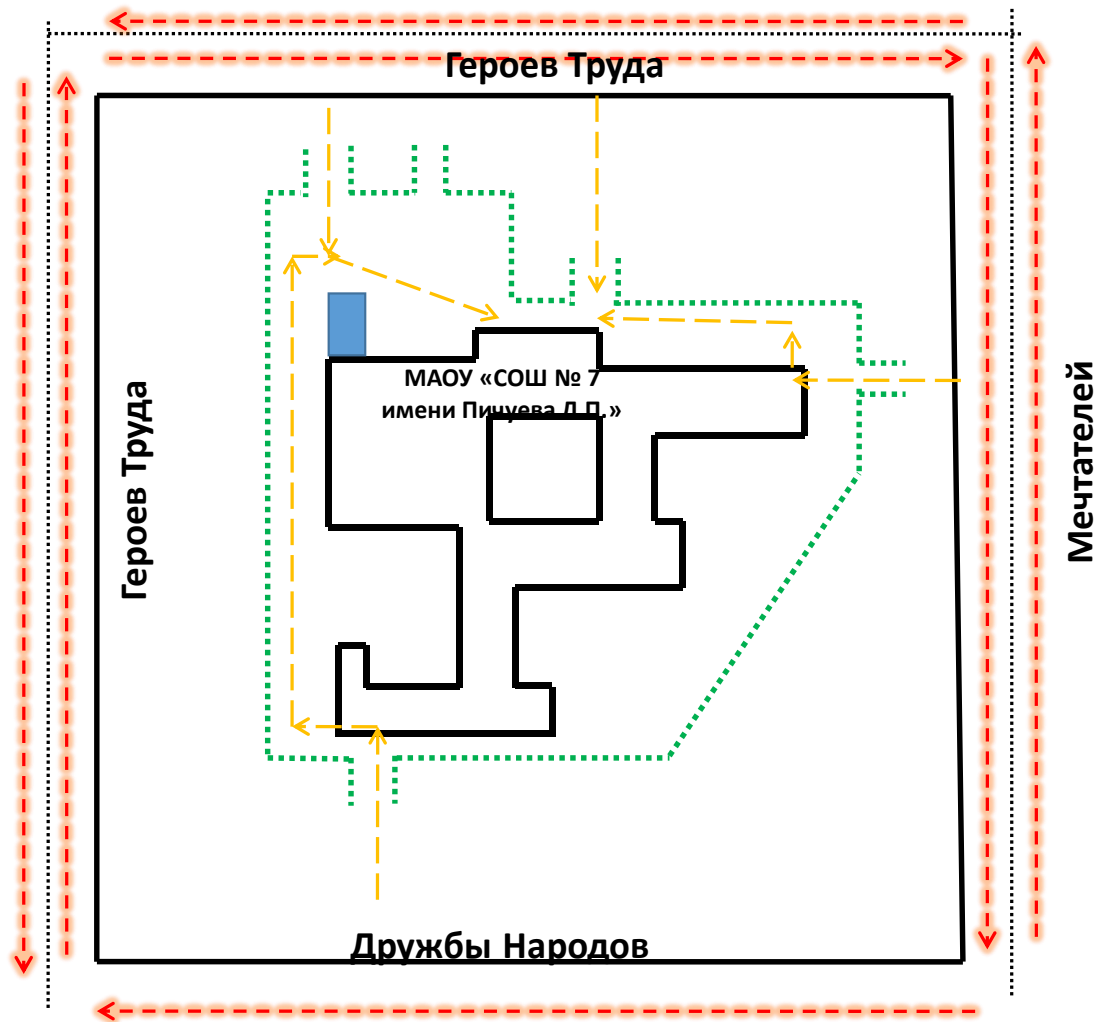 Героев Труда
МАОУ «СОШ № 7
имени Пичуева Д.П.»
Героев Труда
Мечтателей
Дружбы Народов